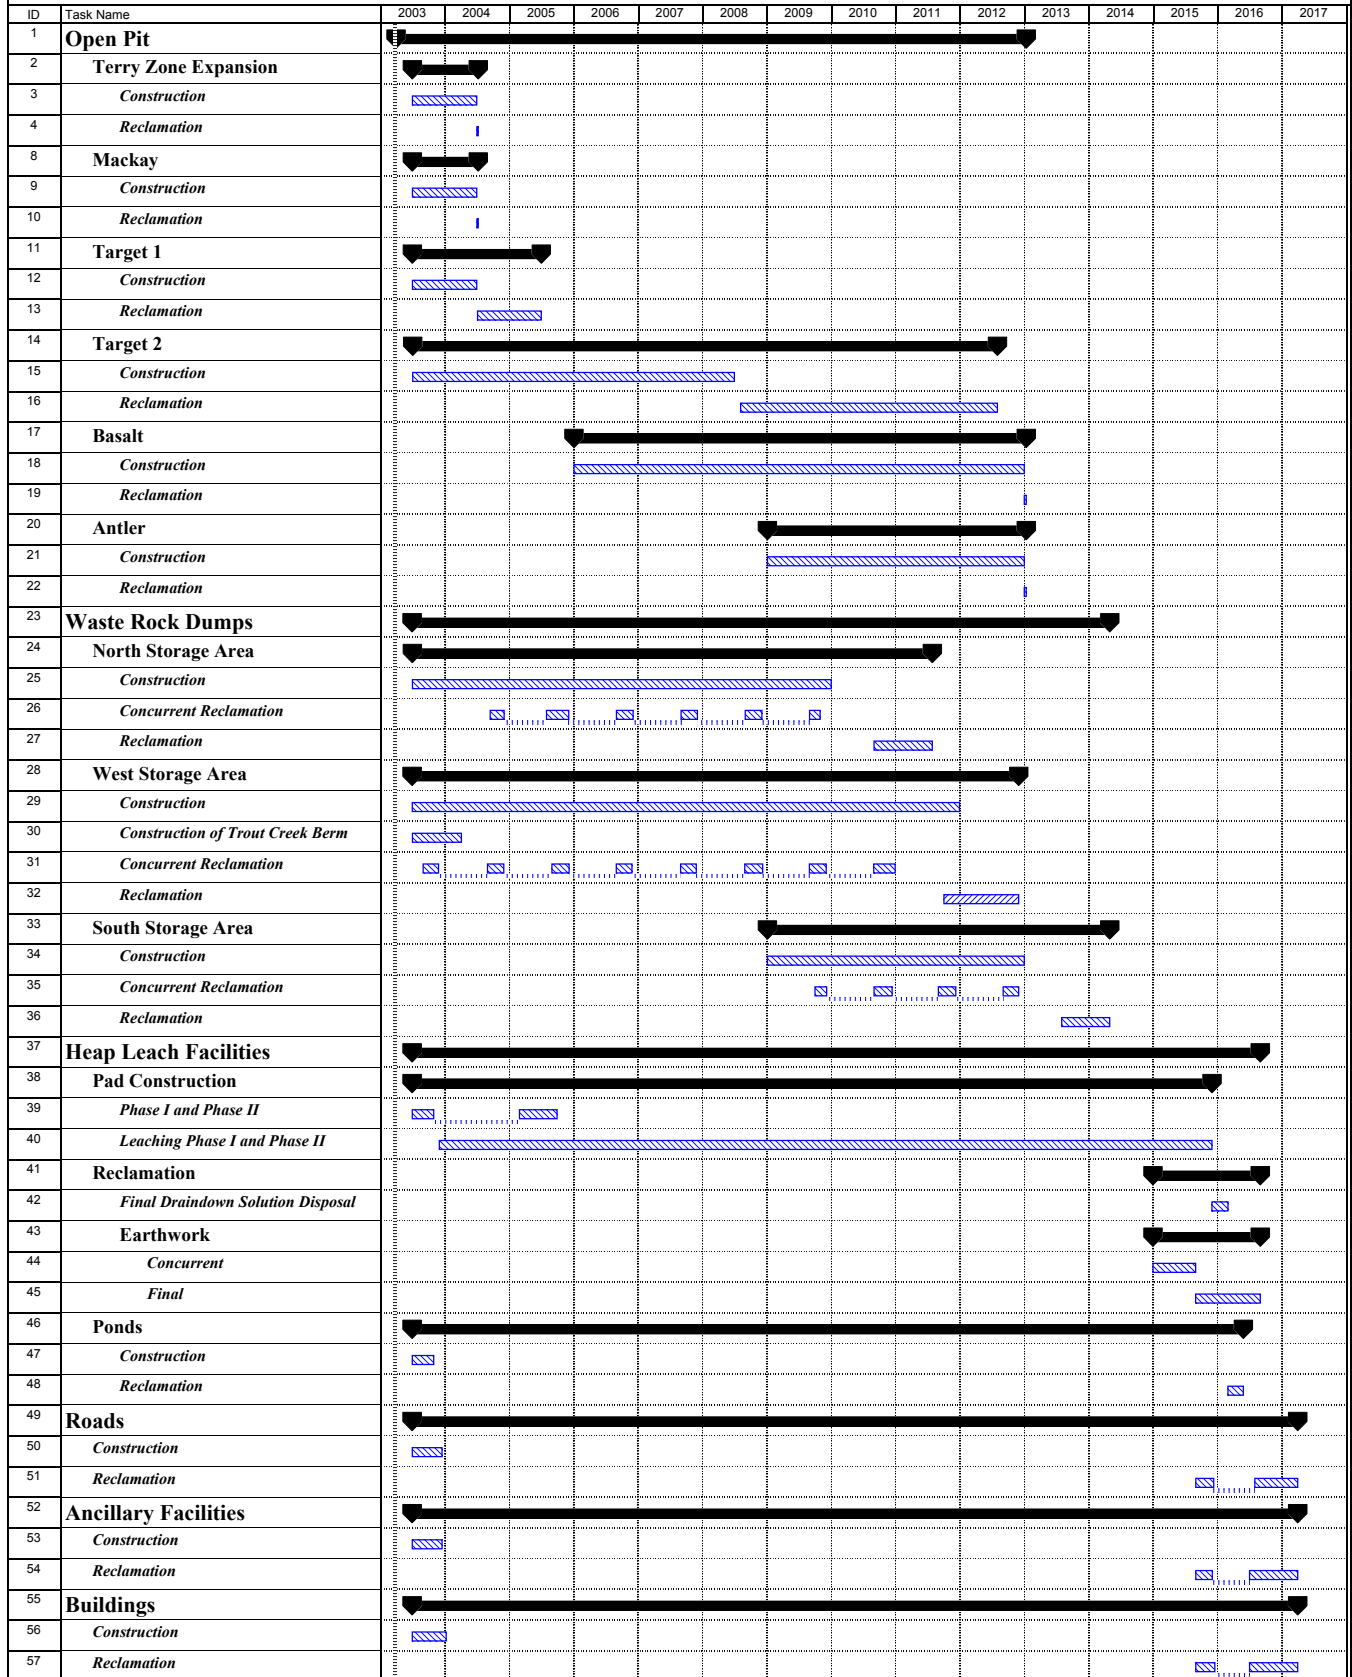 ID Task Name 2003 2004 2005 2006 2007 2008 2009 2010 2011 2012 2013 2014 2015 2016 2017
1 Open Pit
2 Terry Zone Expansion
3 Construction
4 Reclamation
8 Mackay
9 Construction
10 Reclamation
11 Target 1
12 Construction
13 Reclamation
14 Target 2
15 Construction
16 Reclamation
17 Basalt
18 Construction
19 Reclamation
20 Antler
21 Construction
22 Reclamation
23 Waste Rock Dumps
24 North Storage Area
25 Construction
26 Concurrent Reclamation
27 Reclamation
28 West Storage Area
29 Construction
30 Construction of Trout Creek Berm
31 Concurrent Reclamation
32 Reclamation
33 South Storage Area
34 Construction
35 Concurrent Reclamation
36 Reclamation
37 Heap Leach Facilities
38 Pad Construction
39 Phase I and Phase II
40 Leaching Phase I and Phase II
41 Reclamation
42 Final Draindown Solution Disposal
43 Earthwork
44 Concurrent
45 Final
46 Ponds
47 Construction
48 Reclamation
49 Roads
50 Construction
51 Reclamation
52 Ancillary Facilities
53 Construction
54 Reclamation
55 Buildings
56 Construction
57 Reclamation